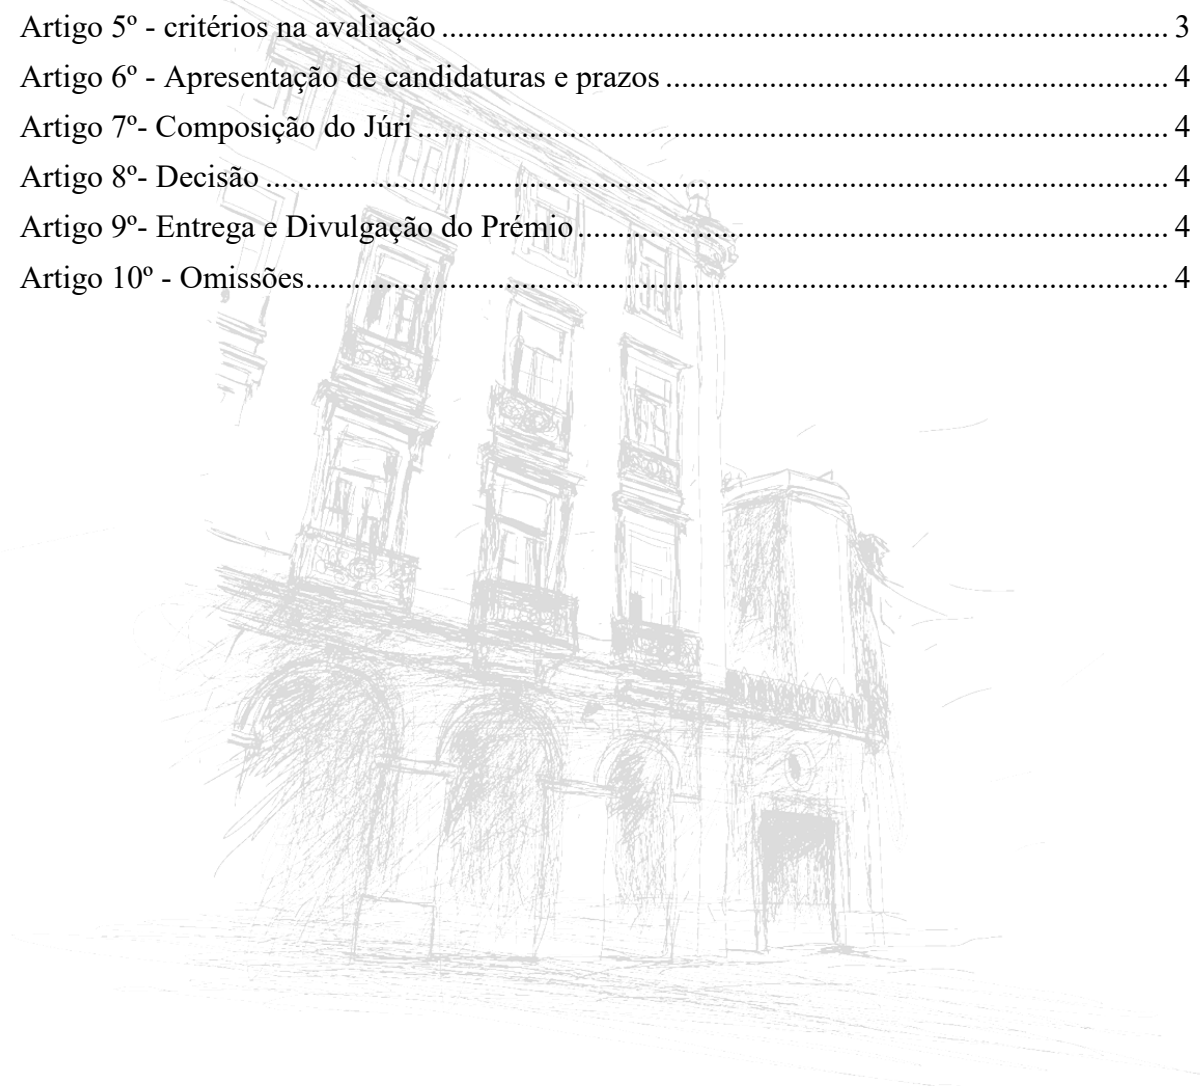 Artigo 5º - critérios na avaliação ........................................................................................... 3
Artigo 6º - Apresentação de candidaturas e prazos ............................................................... 4
Artigo 7º- Composição do Júri .............................................................................................. 4
Artigo 8º- Decisão ................................................................................................................. 4
Artigo 9º- Entrega e Divulgação do Prémio .......................................................................... 4
Artigo 10º - Omissões............................................................................................................ 4